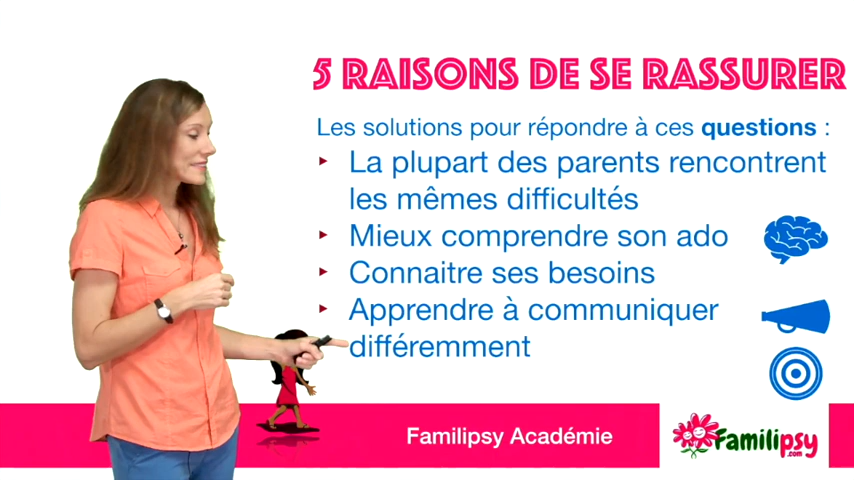 5 RAISONS DE SE RASSURER
Les solutions pour répondre à ces questions :
La plupart des parents rencontrent
les mêmes difficultés
Mieux comprendre son ado
Connaitre ses besoins
Apprendre à communiquer
différemment
Familipsy Académie
Familipsy
.com